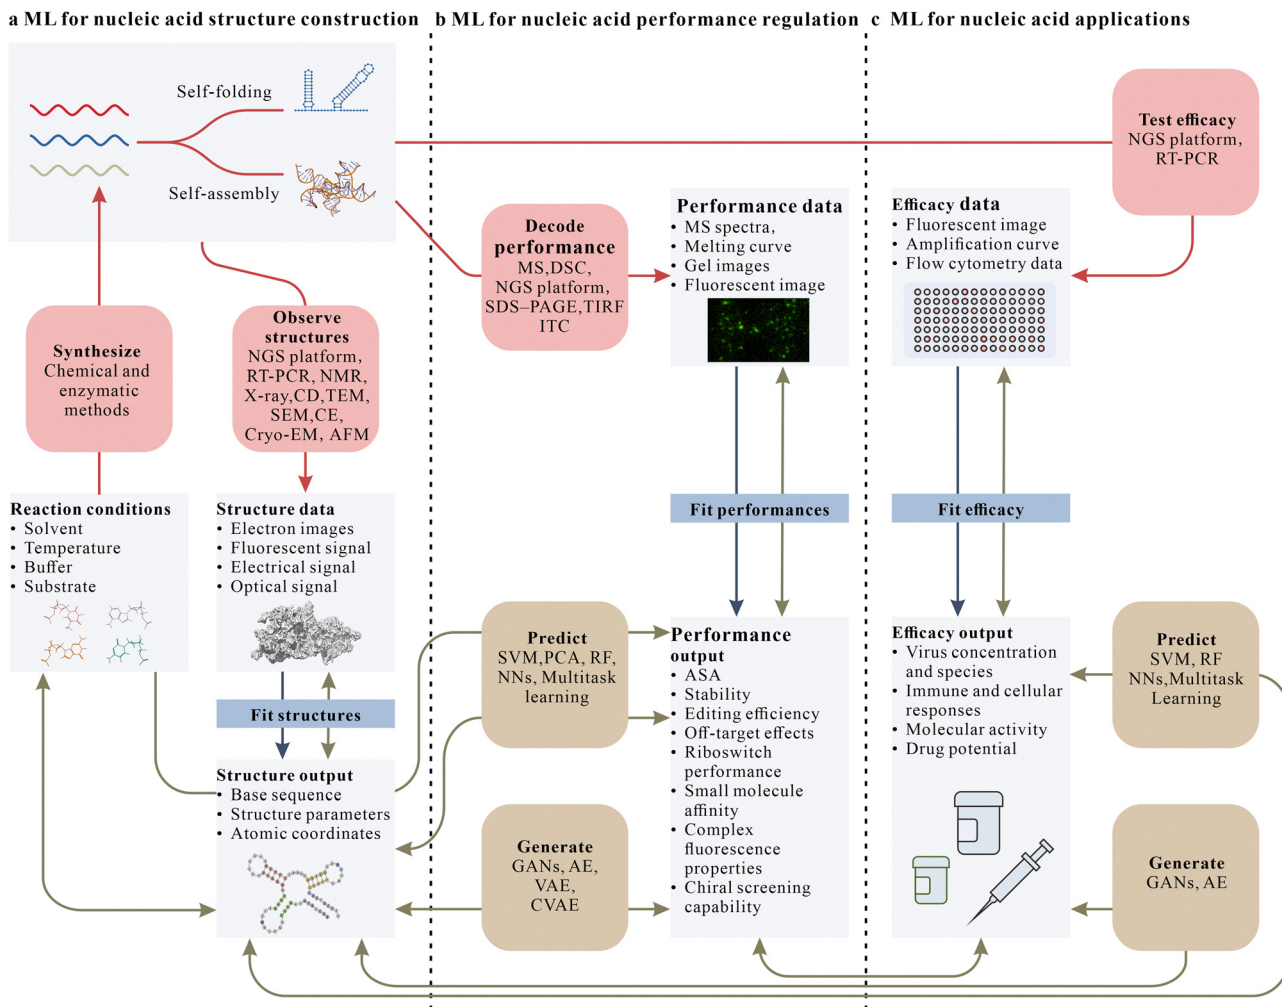 a ML for nucleic acid structure construction
Self-folding
Self-assembly
Synthesize
Chemical and
enzymatic
methods
Observe
structures
NGS platform,
RT-PCR, NMR,
X-ray,CD,TEM,
SEM,CE,
Cryo-EM, AFM
Reaction conditions
• Solvent
• Temperature
• Buffer
• Substrate
Structure data
• Electron images
• Fluorescent signal
• Electrical signal
• Optical signal
Fit structures
Structure output
• Base sequence
• Structure parameters
• Atomic coordinates
b ML for nucleic acid performance regulation
Decode
performance
MS,DSC,
NGS platform,
SDS–PAGE,TIRF
ITC
Performance data
• MS spectra,
• Melting curve
• Gel images
• Fluorescent image
Fit performances
Predict
SVM,PCA, RF,
NNs, Multitask
learning
Generate
GANs, AE,
VAE,
CVAE
Performance
output
• ASA
• Stability
• Editing efficiency
• Off-target effects
• Riboswitch
performance
• Small molecule
affinity
• Complex
fluorescence
properties
• Chiral screening
capability
c ML for nucleic acid applications
Test efficacy
NGS platform,
RT-PCR
Efficacy data
• Fluorescent image
• Amplification curve
• Flow cytometry data
Fit efficacy
Efficacy output
• Virus concentration
and species
• Immune and cellular
responses
• Molecular activity
• Drug potential
Predict
SVM, RF
NNs,Multitask
Learning
Generate
GANs, AE